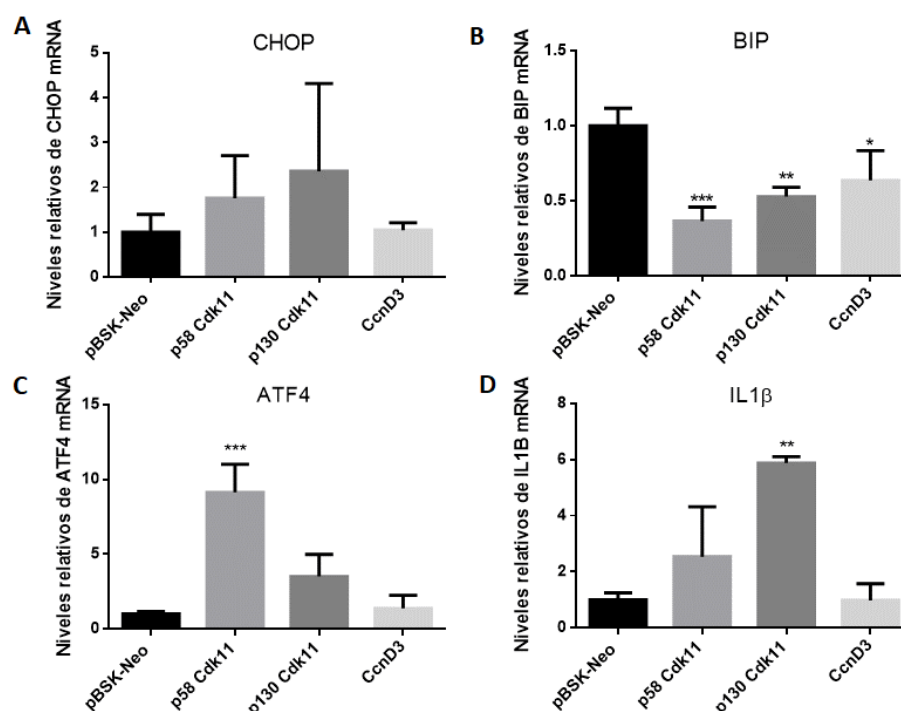 A
CHOP
Niveles relativos de CHOP mRNA
5
4
3
2
1
0
pBSK-Neo
p58 Cdk11
p130 Cdk11
CcnD3
B
BIP
Niveles relativos de BIP mRNA
1.5
1.0
0.5
0.0
***
**
*
pBSK-Neo
p58 Cdk11
p130 Cdk11
CcnD3
C
ATF4
Niveles relativos de ATF4 mRNA
15
10
5
0
***
pBSK-Neo
p58 Cdk11
p130 Cdk11
CcnD3
D
IL1β
Niveles relativos de IL1B mRNA
8
6
4
2
0
**
pBSK-Neo
p58 Cdk11
p130 Cdk11
CcnD3